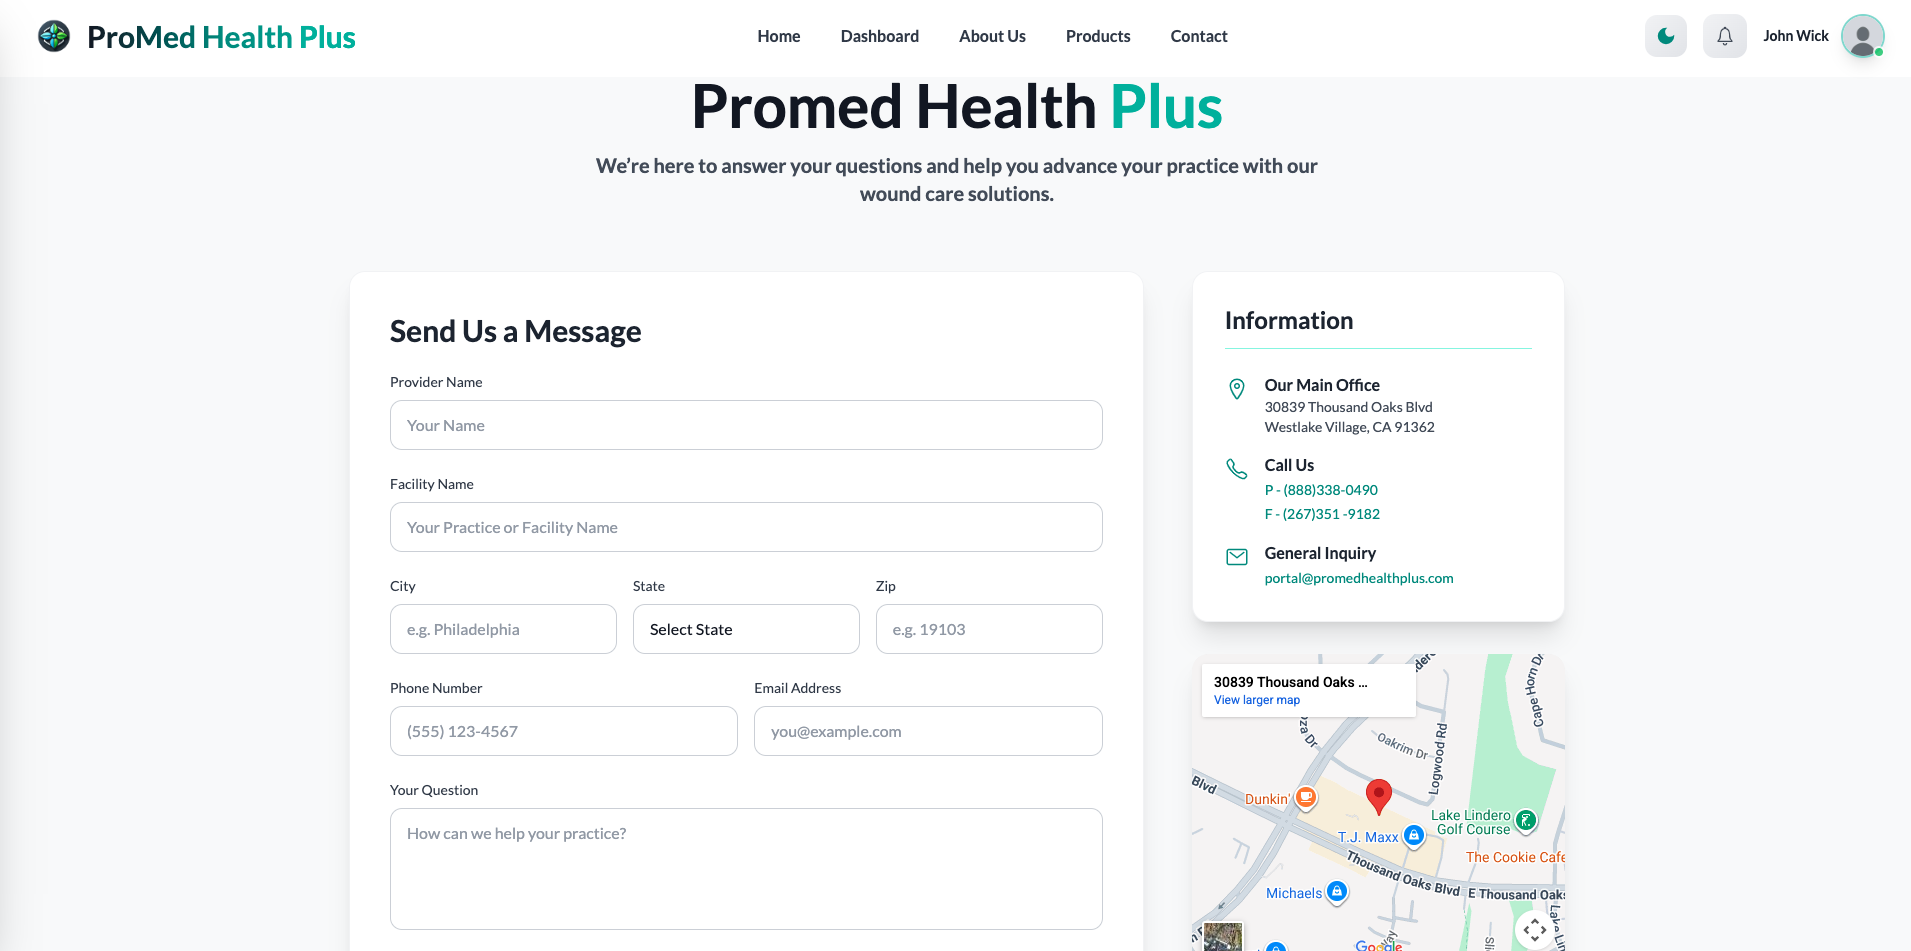 ProMed Health Plus
Home
Dashboard
About Us
Products
Contact
John Wick
Promed Health Plus
We’re here to answer your questions and help you advance your practice with our
wound care solutions.
Send Us a Message
Provider Name
Your Name
Facility Name
Your Practice or Facility Name
City
State
Zip
e.g. Philadelphia
Select State
e.g. 19103
Phone Number
Email Address
(555) 123-4567
you@example.com
Your Question
How can we help your practice?
Information
Our Main Office
30839 Thousand Oaks Blvd
Westlake Village, CA 91362
Call Us
P - (888)338-0490
F - (267)351 -9182
General Inquiry
portal@promedhealthplus.com
30839 Thousand Oaks ...
View larger map
Cape Horn Dr
Oakrim Dr
Logwood Rd
Blvd
Dunkin'
Lake Lindero
Golf Course
T.J. Maxx
The Cookie Cafe
Thousand Oaks Blvd
E Thousand Oaks
Michaels
Google